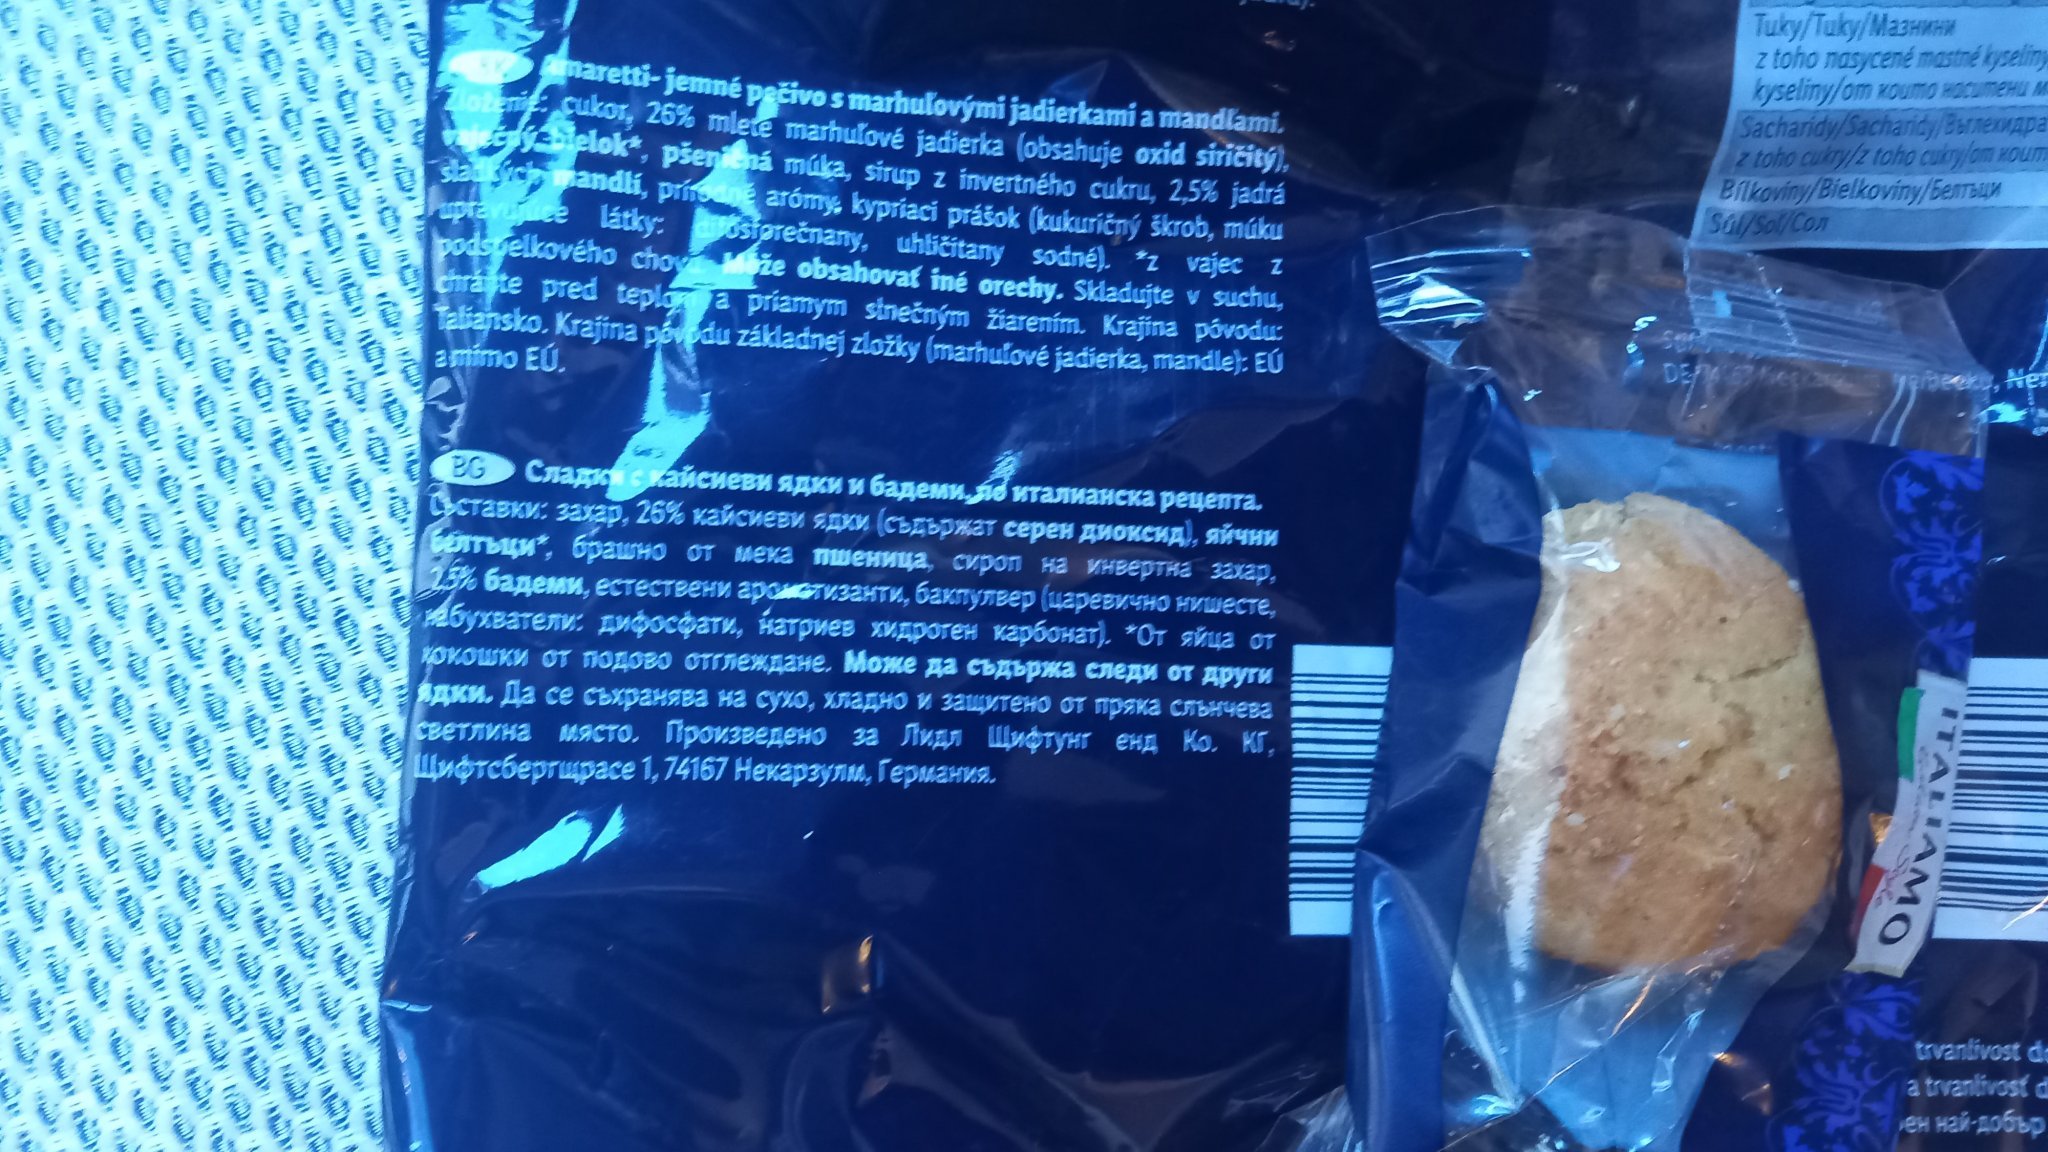 amaretti- jemné pečivo s marhuľovými jadierkami a mandľami.
Zloženie: cukor, 26% mleté marhuľové jadierka (obsahuje oxid siričitý),
vaječný bielok*, pšeničná múka, sirup z invertného cukru, 2,5% jadrá
sladkých mandlí, prírodné arómy, kypriaci prášok (kukuričný škrob, múku
upravujúce látky: difosforečnany, uhličitany sodné). *z vajec z
podstielkového chovu. Môže obsahovať iné orechy. Skladujte v suchu,
chráňte pred teplom a priamym slnečným žiarením. Krajina pôvodu:
Taliansko. Krajina pôvodu základnej zložky (marhuľové jadierka, mandle): EÚ
a mimo EÚ.
BG Сладки с кайсиеви ядки и бадеми, по италианска рецепта.
Съставки: захар, 26% кайсиеви ядки (съдържат серен диоксид), яйчни
белтъци*, брашно от мека пшеница, сироп на инвертна захар,
2,5% бадеми, естествени ароматизанти, бакпулвер (царевично нишесте,
набухватели: дифосфати, натриев хидроген карбонат). *От яйца от
кокошки от подово отглеждане. Може да съдържа следи от други
ядки. Да се съхранява на сухо, хладно и защитено от пряка слънчева
светлина място. Произведено за Лидл Щифтунг енд Ко. КГ,
Щифтсбергщрасе 1, 74167 Некарзулм, Германия.
Tuky/Tuky/Мазнини
z toho nasycené mastné kyseliny
kyseliny/от които наситени
Sacharidy/Sacharidy/Въглехидра
z toho cukry/z toho cukry/от които
Bílkoviny/Bielkoviny/Белтъци
Sůl/Soľ/Сол
ITALIAMO
trvanlivost do
a trvanlivosť d
ен най-добър